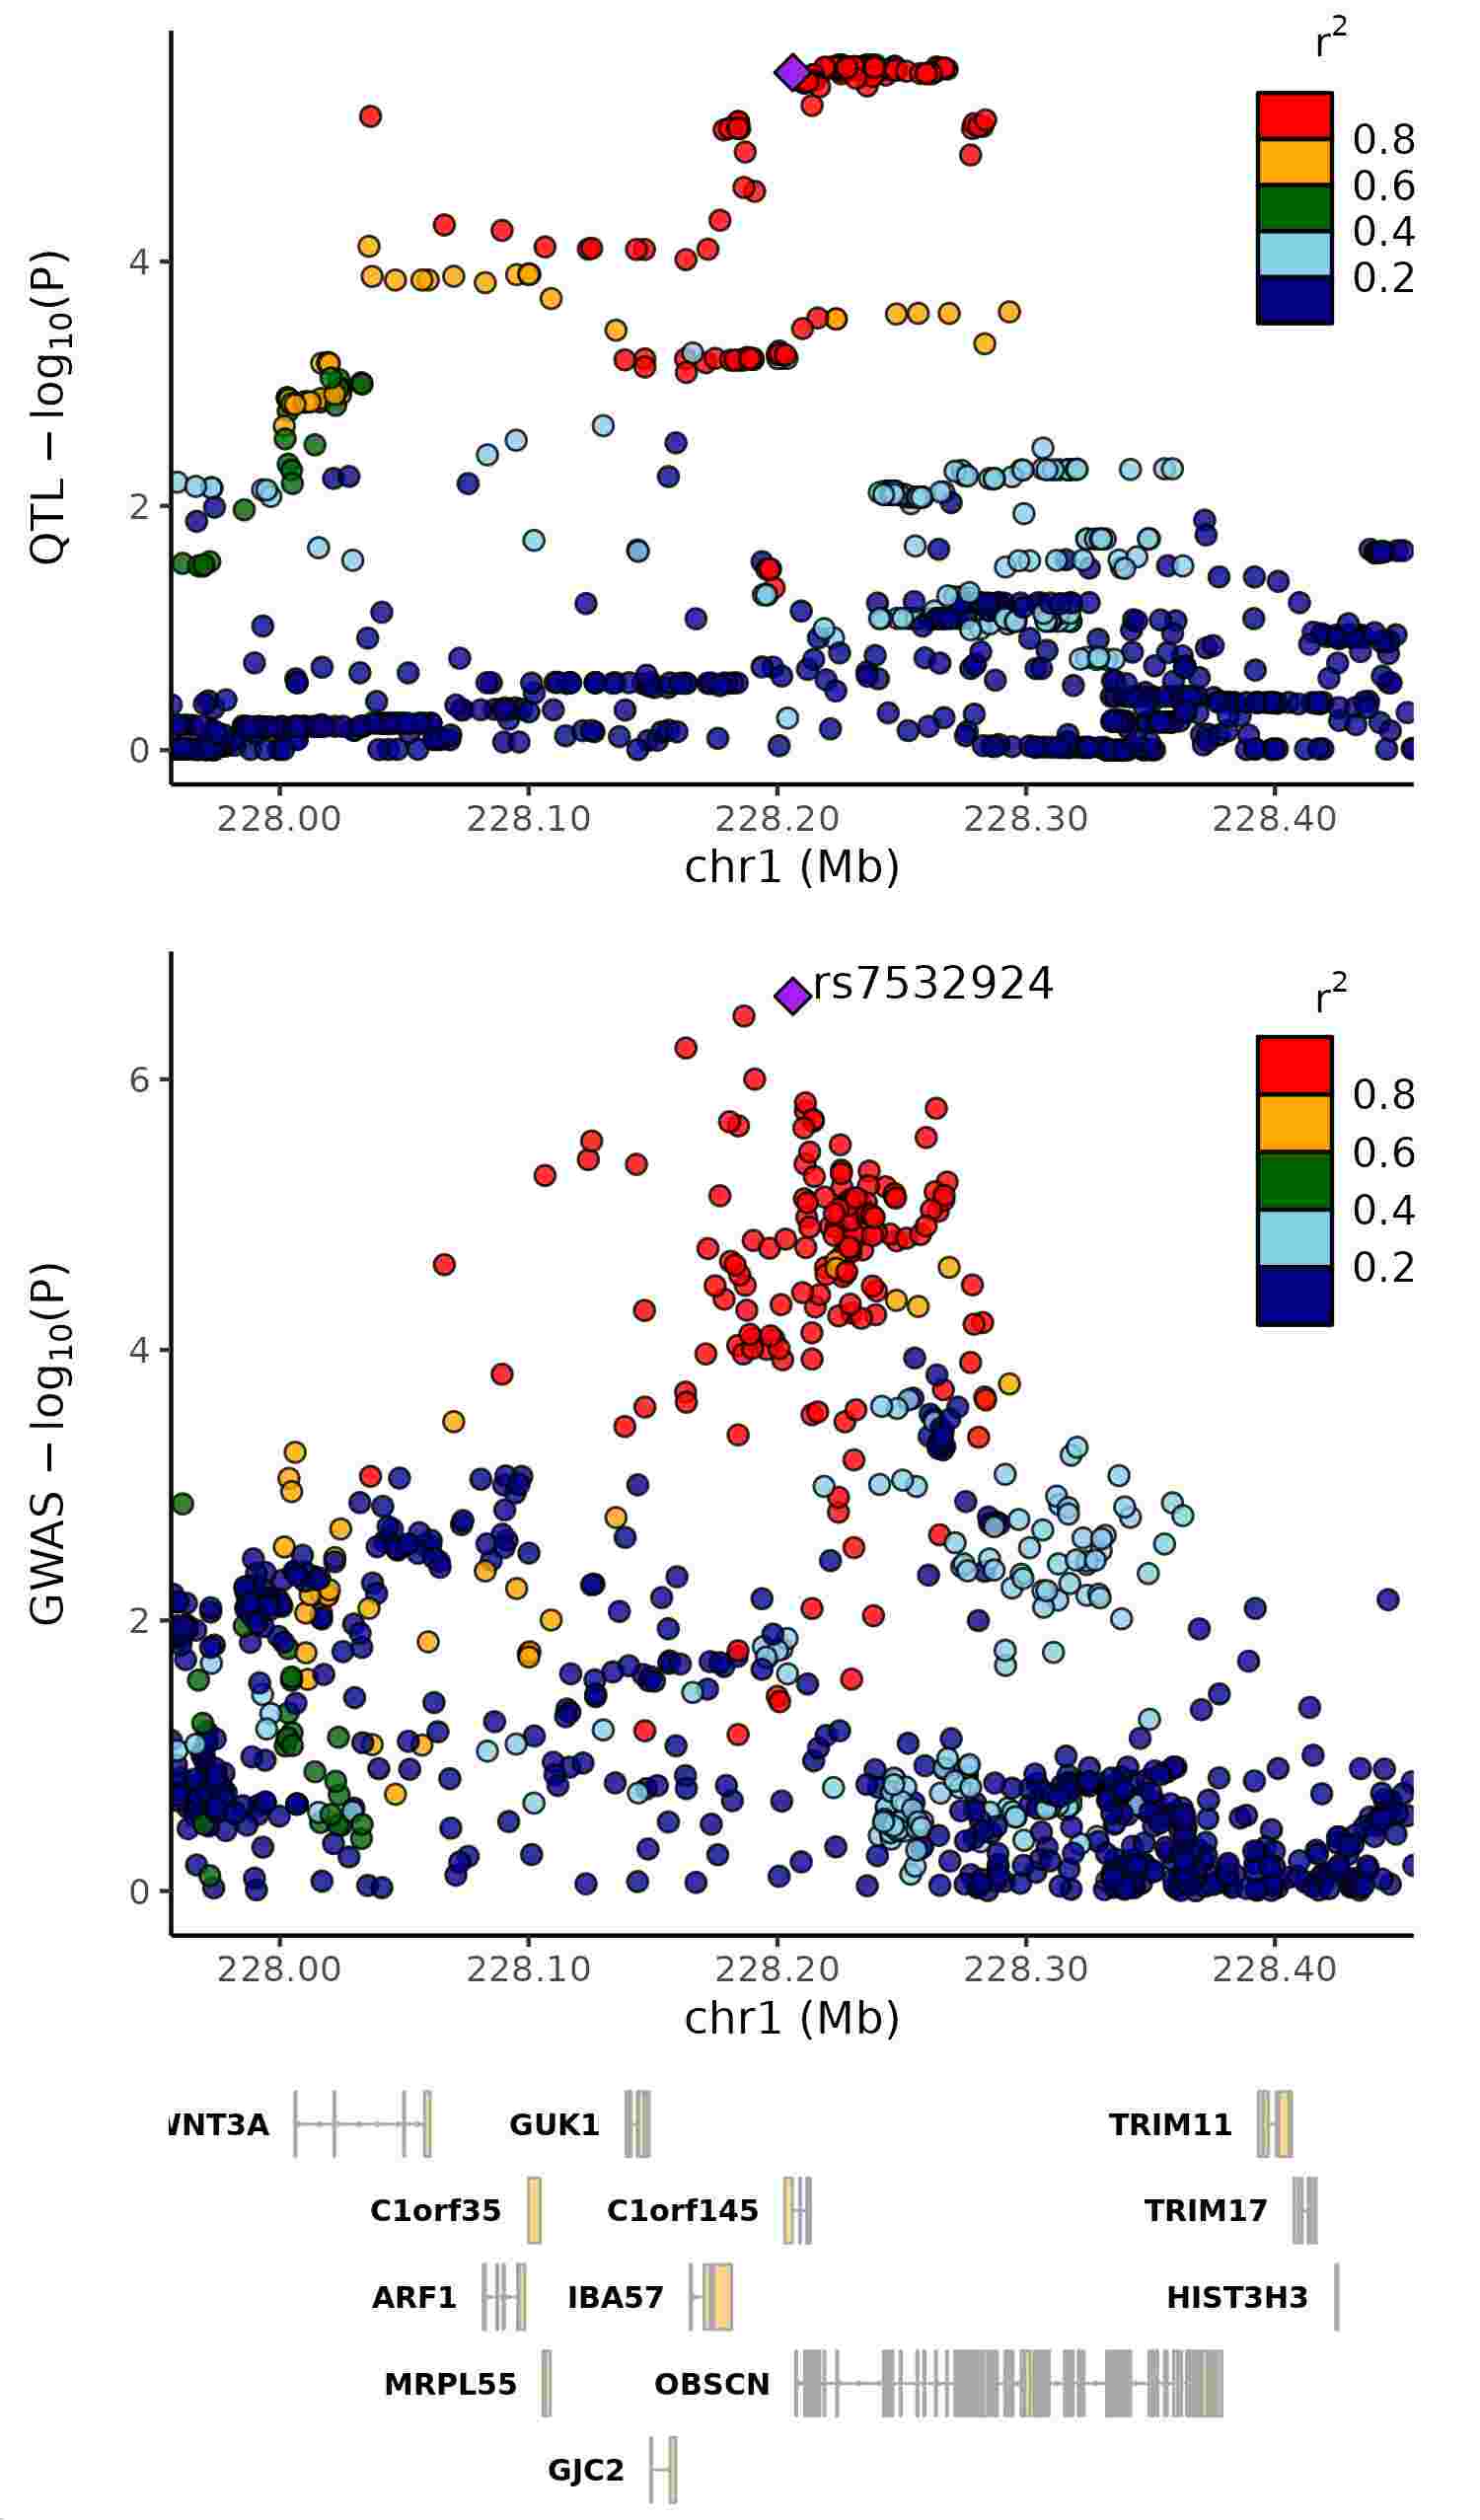 r²
0.8
0.6
0.4
0.2
QTL − log₁₀(P)
4
2
0
228.00 228.10 228.20 228.30 228.40
chr1 (Mb)
rs7532924
r²
0.8
0.6
0.4
0.2
GWAS − log₁₀(P)
6
4
2
0
228.00 228.10 228.20 228.30 228.40
chr1 (Mb)
WNT3A GUK1 TRIM11
C1orf35 C1orf145 TRIM17
ARF1 IBA57 HIST3H3
MRPL55 OBSCN
GJC2